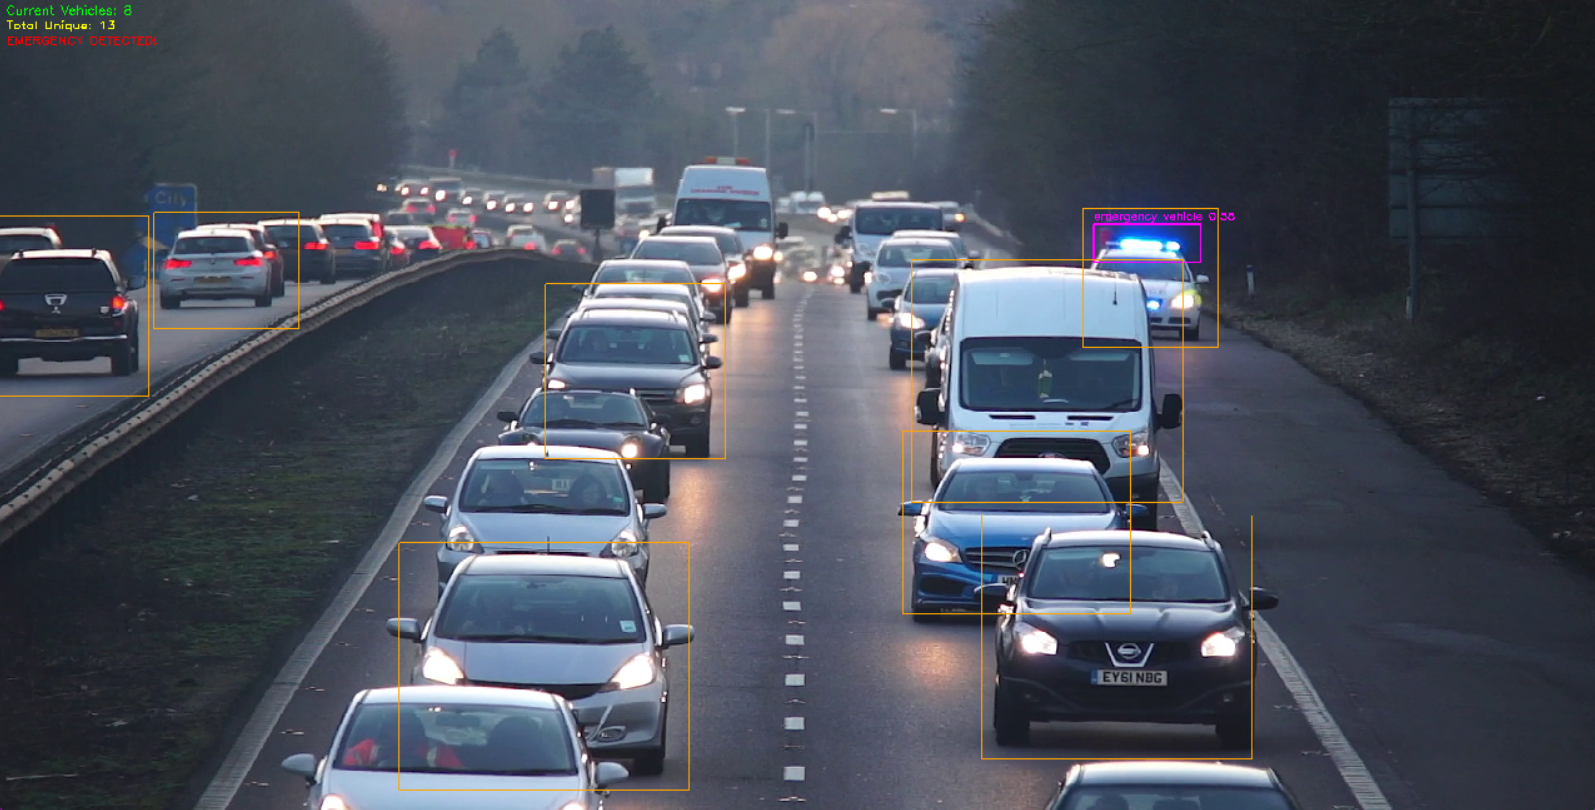 Current Vehicles: 8
Total Unique: 13
EMERGENCY DETECTED!
City
emergency vehicle 0.58
EY61 NBG